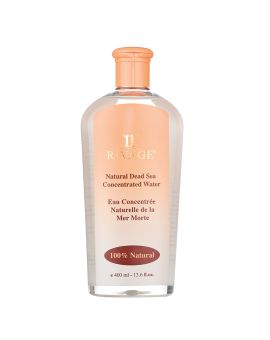 RIVAGE®
Natural Dead Sea
Concentrated Water
Eau Concentrée
Naturelle de la
Mer Morte
100% Natural
e 400 ml - 13.6 fl.oz.